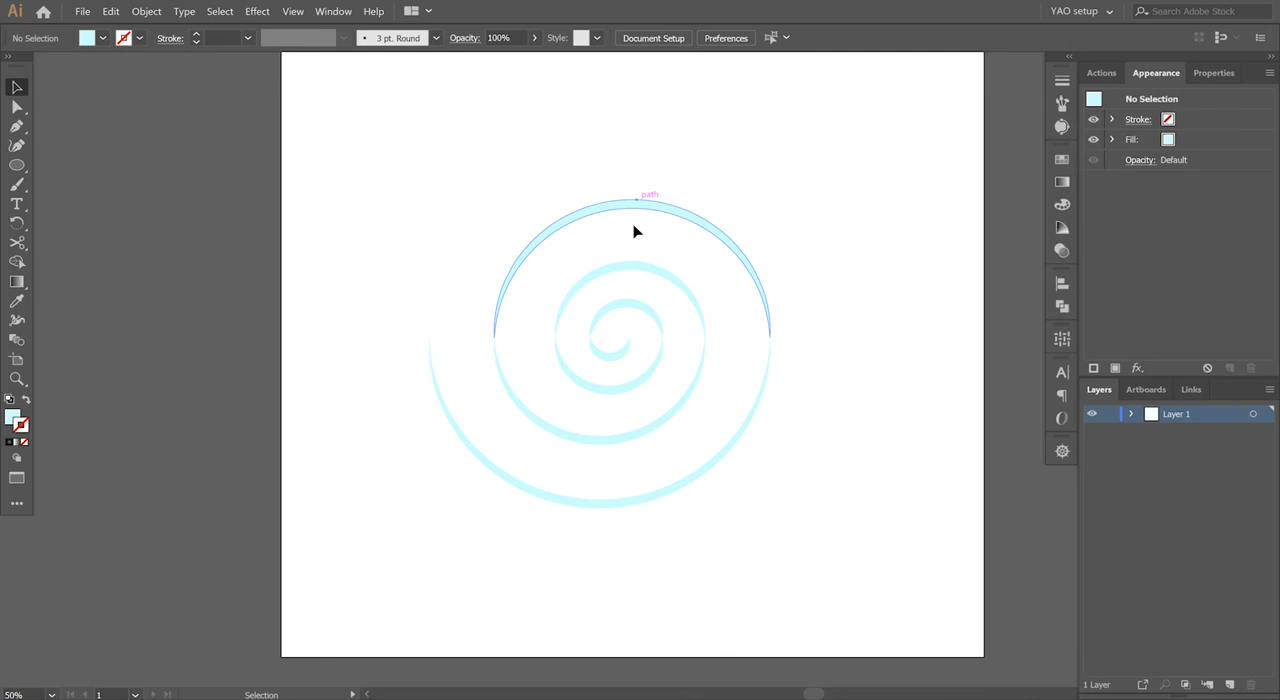 Ai File Edit Object Type Select Effect View Window Help YAO setup Search Adobe Stock
No Selection Stroke: 3 pt. Round Opacity: 100% Style: Document Setup Preferences
Actions Appearance Properties
No Selection
Stroke:
Fill:
Opacity: Default
path
Layers Artboards Links
Layer 1
1 Layer
50% 1 Selection